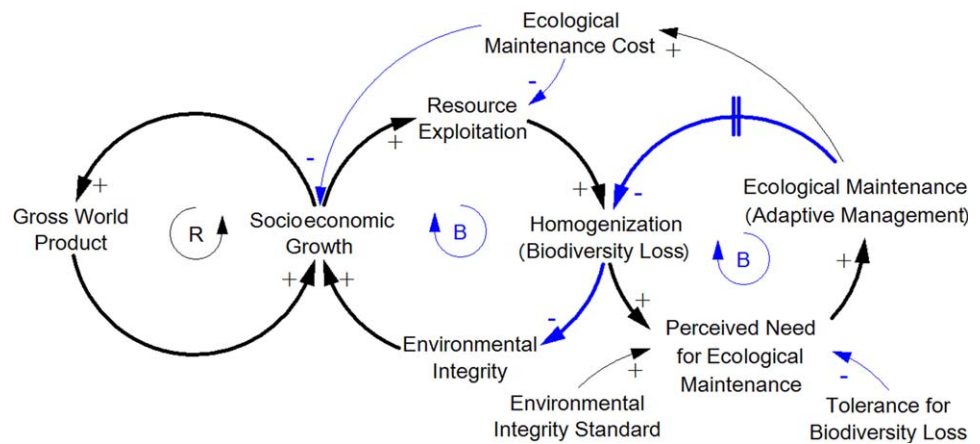 Ecological
Maintenance Cost
+
-
Resource
Exploitation
+
-
+
+
-
Gross World
Product
R
Socioeconomic
Growth
B
Homogenization
(Biodiversity Loss)
B
Ecological Maintenance
(Adaptive Management)
+
+
+
+
-
Environmental
Integrity
Perceived Need
for Ecological
Maintenance
+
-
Environmental
Integrity Standard
Tolerance for
Biodiversity Loss